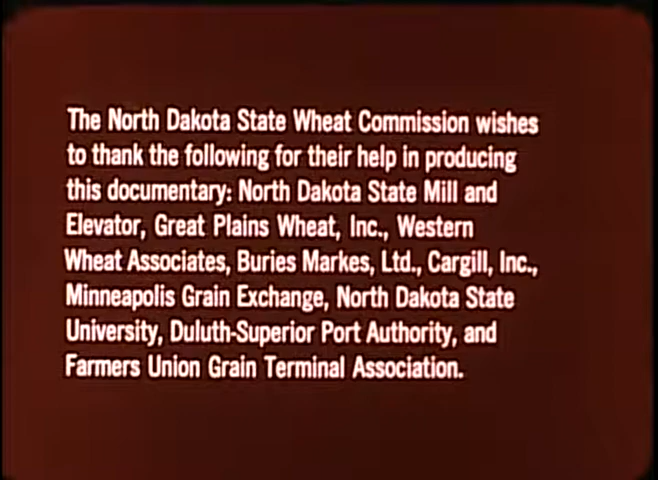 The North Dakota State Wheat Commission wishes
to thank the following for their help in producing
this documentary: North Dakota State Mill and
Elevator, Great Plains Wheat, Inc., Western
Wheat Associates, Buries Markes, Ltd., Cargill, Inc.,
Minneapolis Grain Exchange, North Dakota State
University, Duluth-Superior Port Authority, and
Farmers Union Grain Terminal Association.